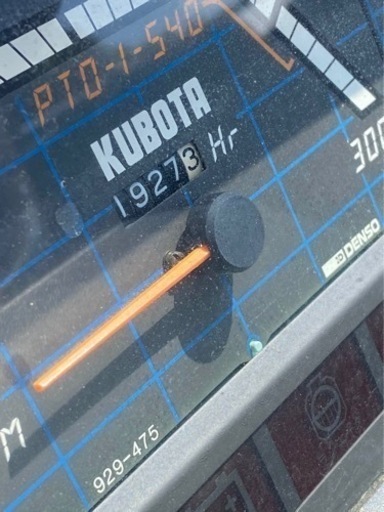 PTO-1-540
KUBOTA
19273 Hr
300
DENSO
M
929-475